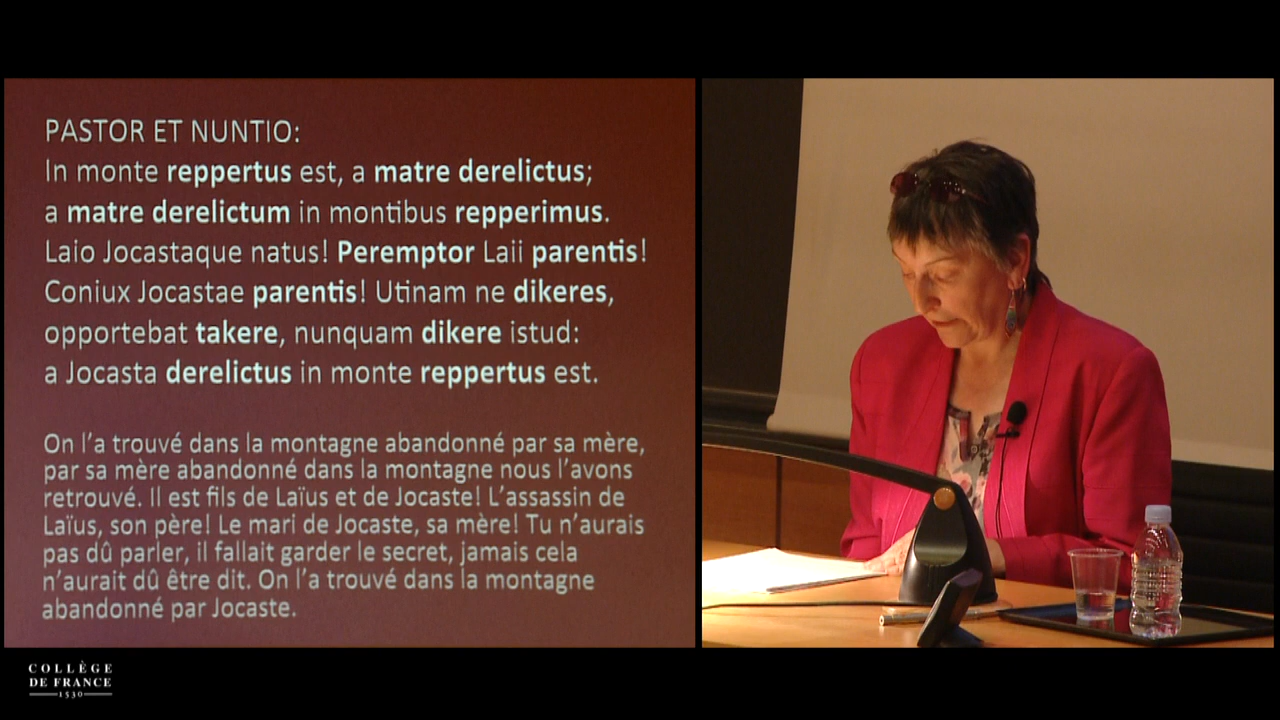 PASTOR ET NUNTIO:
In monte reppertus est, a matre derelictus;
a matre derelictum in montibus repperimus.
Laio Jocastaque natus! Peremptor Laii parentis!
Coniux Jocastae parentis! Utinam ne dikeres,
opportebat takere, nunquam dikere istud:
a Jocasta derelictus in monte reppertus est.
On l'a trouvé dans la montagne abandonné par sa mère,
par sa mère abandonné dans la montagne nous l'avons
retrouvé. Il est fils de Laïus et de Jocaste! L'assassin de
Laïus, son père! Le mari de Jocaste, sa mère! Tu n'aurais
pas dû parler, il fallait garder le secret, jamais cela
n'aurait dû être dit. On l'a trouvé dans la montagne
abandonné par Jocaste.
COLLÈGE
DE FRANCE
1530